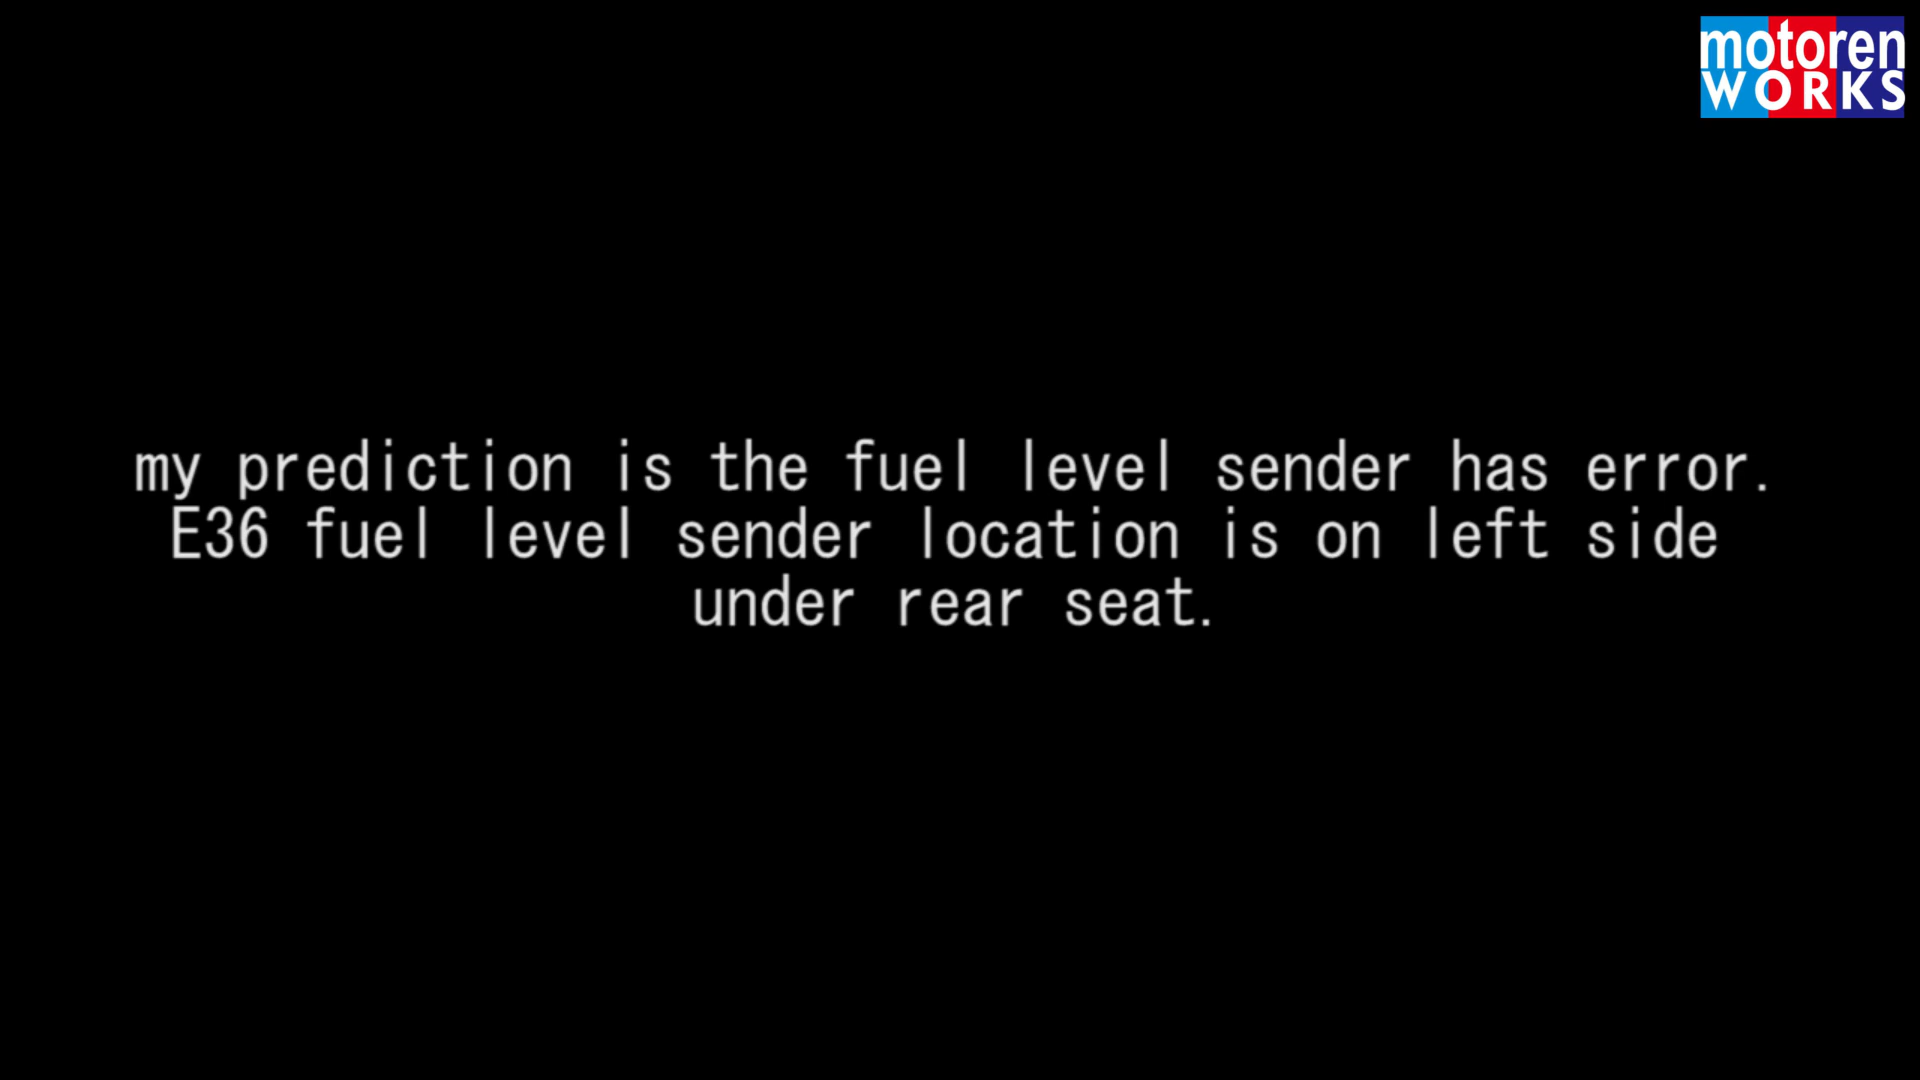 motoren
WORKS
my prediction is the fuel level sender has error.
E36 fuel level sender location is on left side
under rear seat.